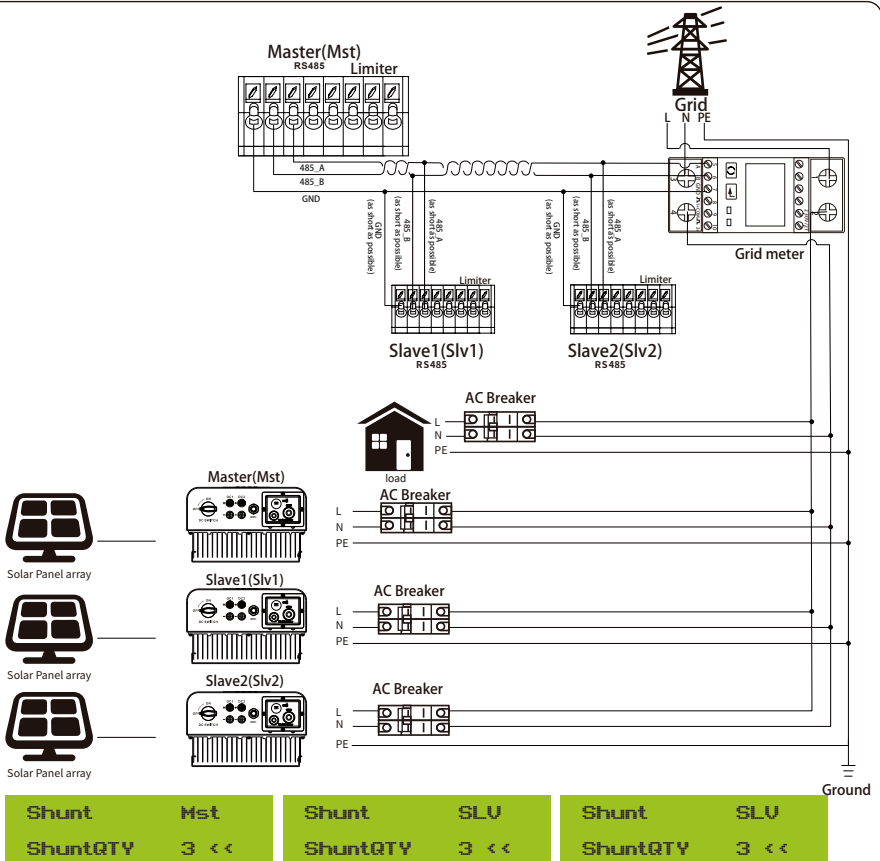 Master(Mst)
RS485
Limiter
Grid
L N PE
485_A
485_B
GND
GND
(as short as possible)
485_B
(as short as possible)
485_A
(as short as possible)
GND
(as short as possible)
485_B
(as short as possible)
485_A
(as short as possible)
Limiter
Limiter
Grid meter
Slave1(Slv1)
RS485
Slave2(Slv2)
RS485
AC Breaker
L
N
PE
load
Master(Mst)
AC Breaker
L
N
PE
Solar Panel array
Slave1(Slv1)
AC Breaker
L
N
PE
Solar Panel array
Slave2(Slv2)
AC Breaker
L
N
PE
Solar Panel array
Ground
Shunt Mst
ShuntQTY 3 <<
Shunt SLV
ShuntQTY 3 <<
Shunt SLV
ShuntQTY 3 <<